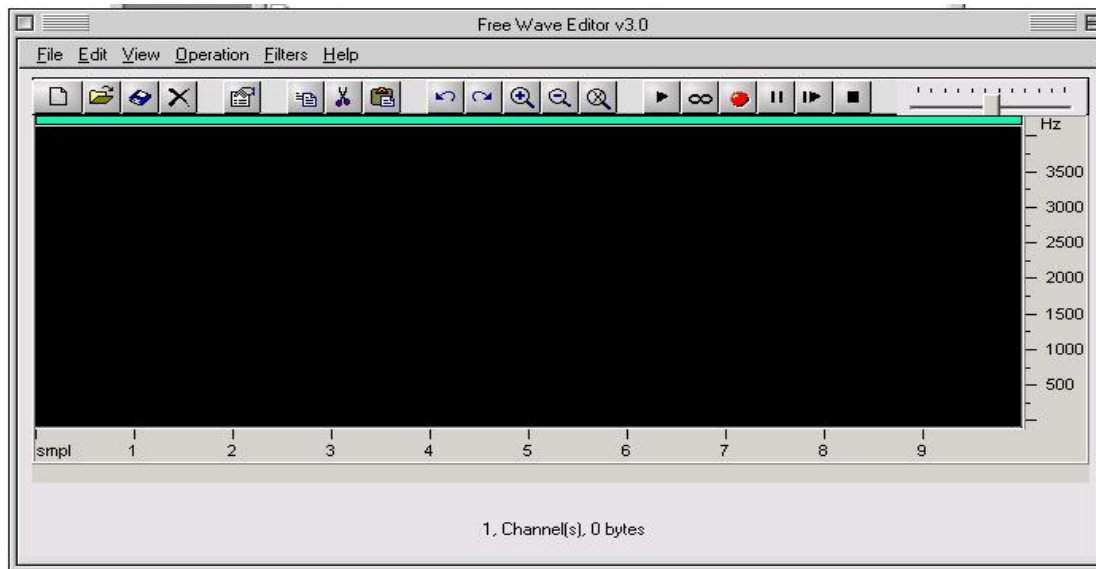 Free Wave Editor v3.0
File Edit View Operation Filters Help
Hz
3500
3000
2500
2000
1500
1000
500
smpl 1 2 3 4 5 6 7 8 9
1, Channel(s), 0 bytes